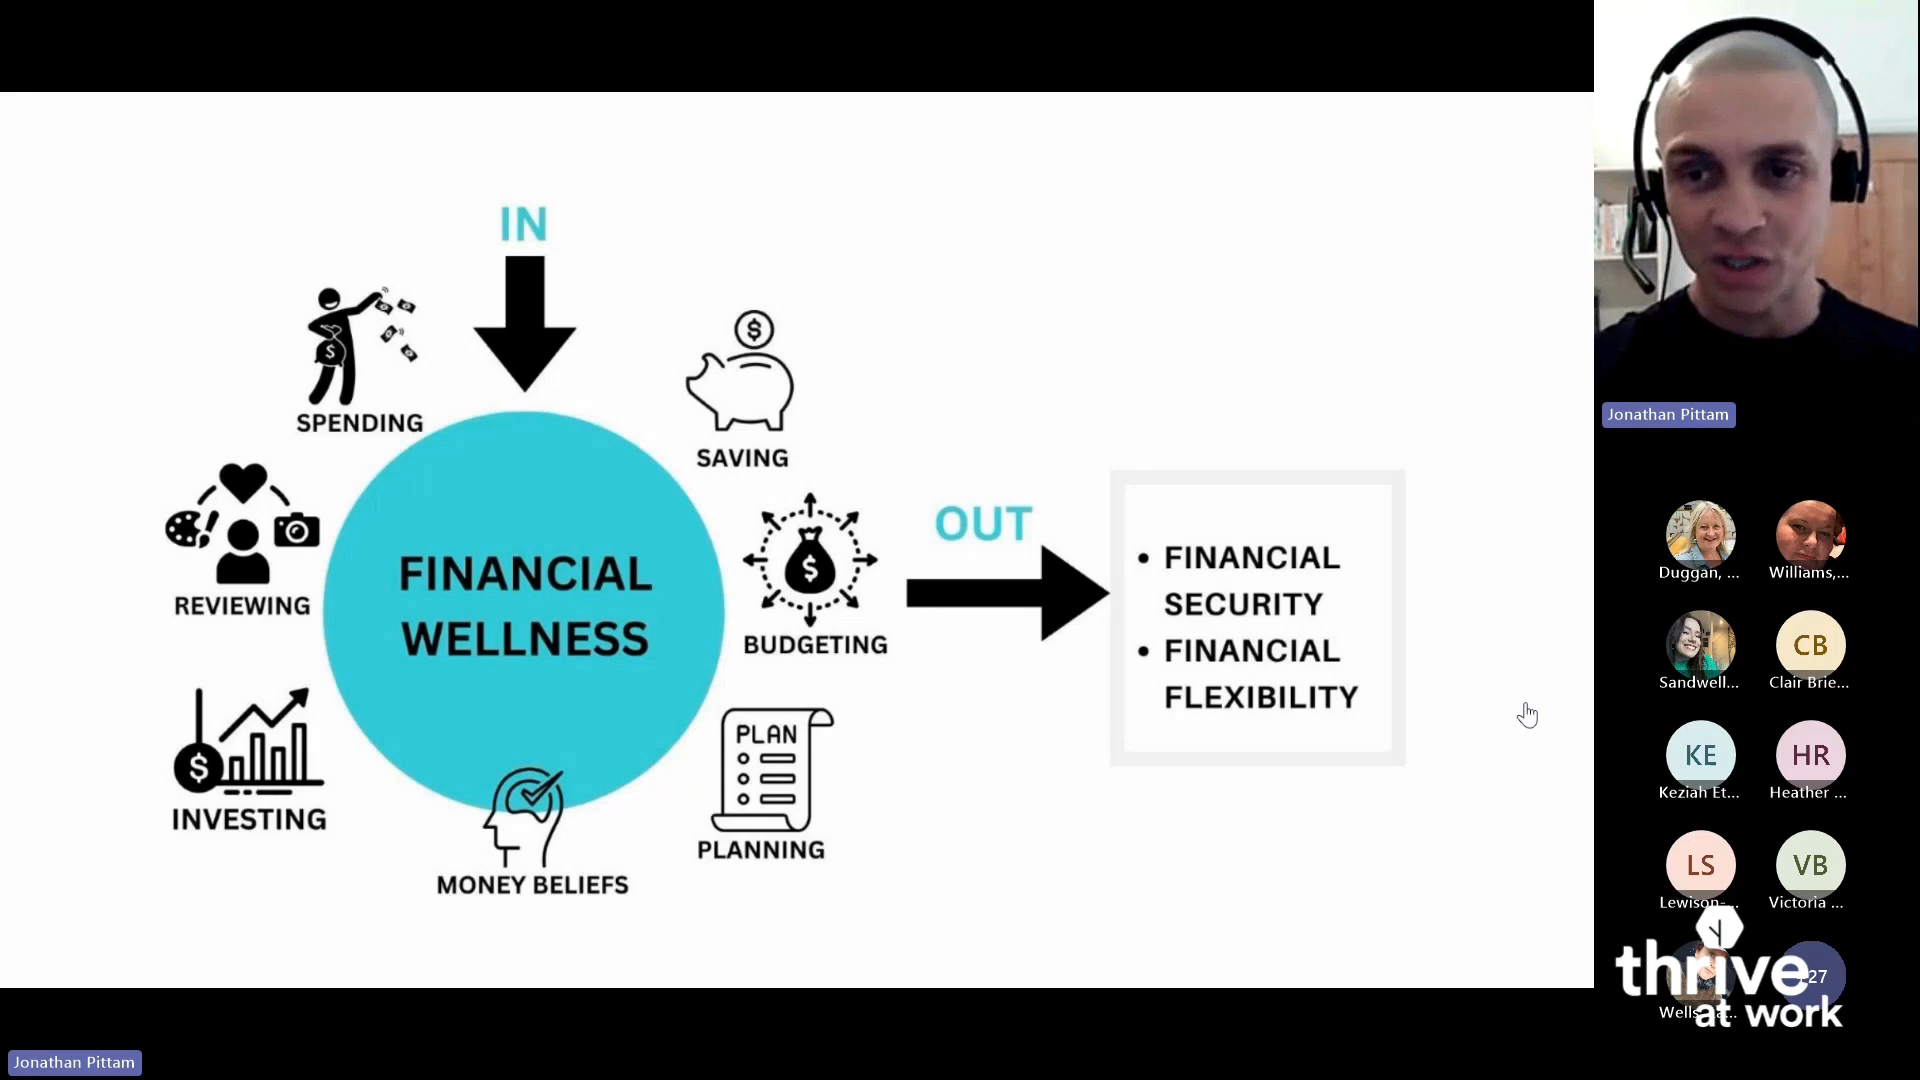 IN
SPENDING
SAVING
REVIEWING
FINANCIAL
WELLNESS
BUDGETING
OUT
• FINANCIAL
SECURITY
• FINANCIAL
FLEXIBILITY
INVESTING
PLAN
PLANNING
MONEY BELIEFS
Jonathan Pittam
Jonathan Pittam
Duggan, ...
Williams,...
Sandwell...
CB
Clair Brie...
KE
Keziah Et...
HR
Heather ...
LS
Lewison-...
VB
Victoria ...
27
thrive
at work